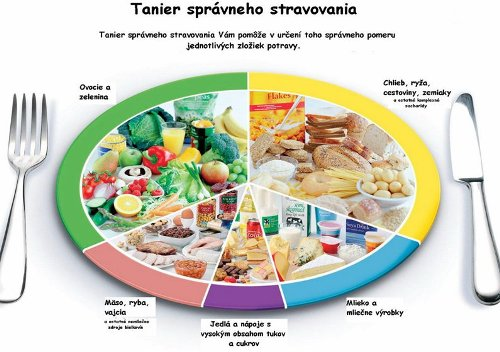 Tanier správneho stravovania
Tanier správneho stravovania Vám pomôže v určení toho správneho pomeru
jednotlivých zložiek potravy.
Ovocie a
zelenina
Chlieb, ryža,
cestoviny, zemiaky
a ostatné komplexné
sacharidy
Flakes
Mäso, ryba,
vajcia
a ostatné nemliečne
zdroje bielkovín
Jedlá a nápoje s
vysokým obsahom tukov
a cukrov
Mlieko a
mliečne výrobky